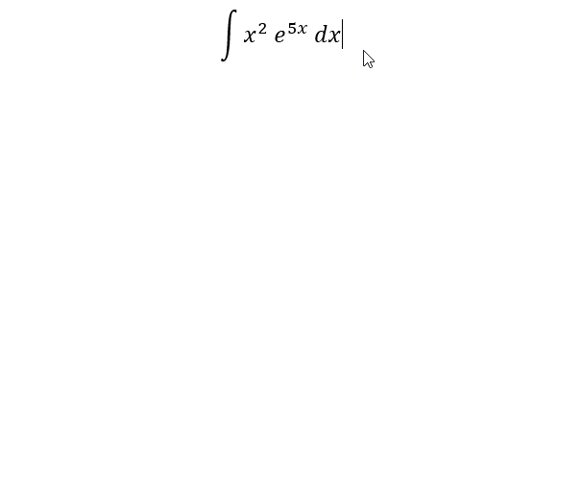 ∫ x² e⁵ˣ dx